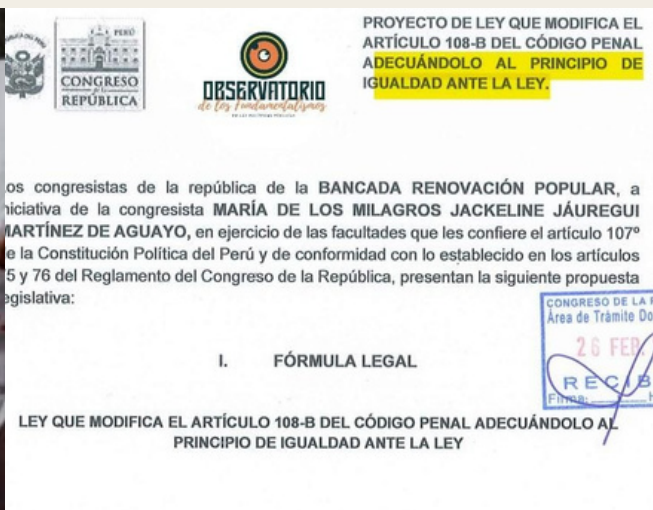 PERÚ
CONGRESO
REPÚBLICA
OBSERVATORIO
de los Fundamentalismos
PROYECTO DE LEY QUE MODIFICA EL
ARTÍCULO 108-B DEL CÓDIGO PENAL
ADECUÁNDOLO AL PRINCIPIO DE
IGUALDAD ANTE LA LEY.
os congresistas de la república de la BANCADA RENOVACIÓN POPULAR, a
niciativa de la congresista MARÍA DE LOS MILAGROS JACKELINE JÁUREGUI
MARTÍNEZ DE AGUAYO, en ejercicio de las facultades que les confiere el artículo 107º
e la Constitución Política del Perú y de conformidad con lo establecido en los artículos
5 y 76 del Reglamento del Congreso de la República, presentan la siguiente propuesta
egislativa:
CONGRESO DE LA R
Área de Trámite Do
26 FEB.
RECIB
Firma: H
I. FÓRMULA LEGAL
LEY QUE MODIFICA EL ARTÍCULO 108-B DEL CÓDIGO PENAL ADECUÁNDOLO AL
PRINCIPIO DE IGUALDAD ANTE LA LEY